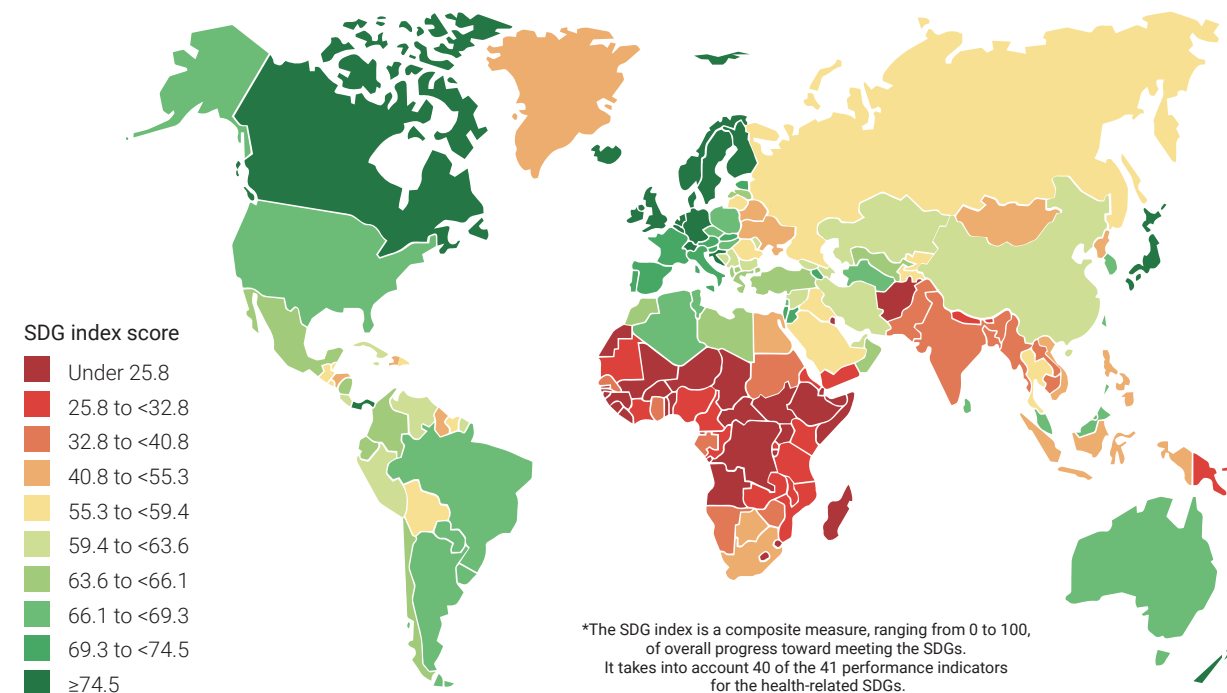 SDG index score
Under 25.8
25.8 to <32.8
32.8 to <40.8
40.8 to <55.3
55.3 to <59.4
59.4 to <63.6
63.6 to <66.1
66.1 to <69.3
69.3 to <74.5
≥74.5
*The SDG index is a composite measure, ranging from 0 to 100,
of overall progress toward meeting the SDGs.
It takes into account 40 of the 41 performance indicators
for the health-related SDGs.